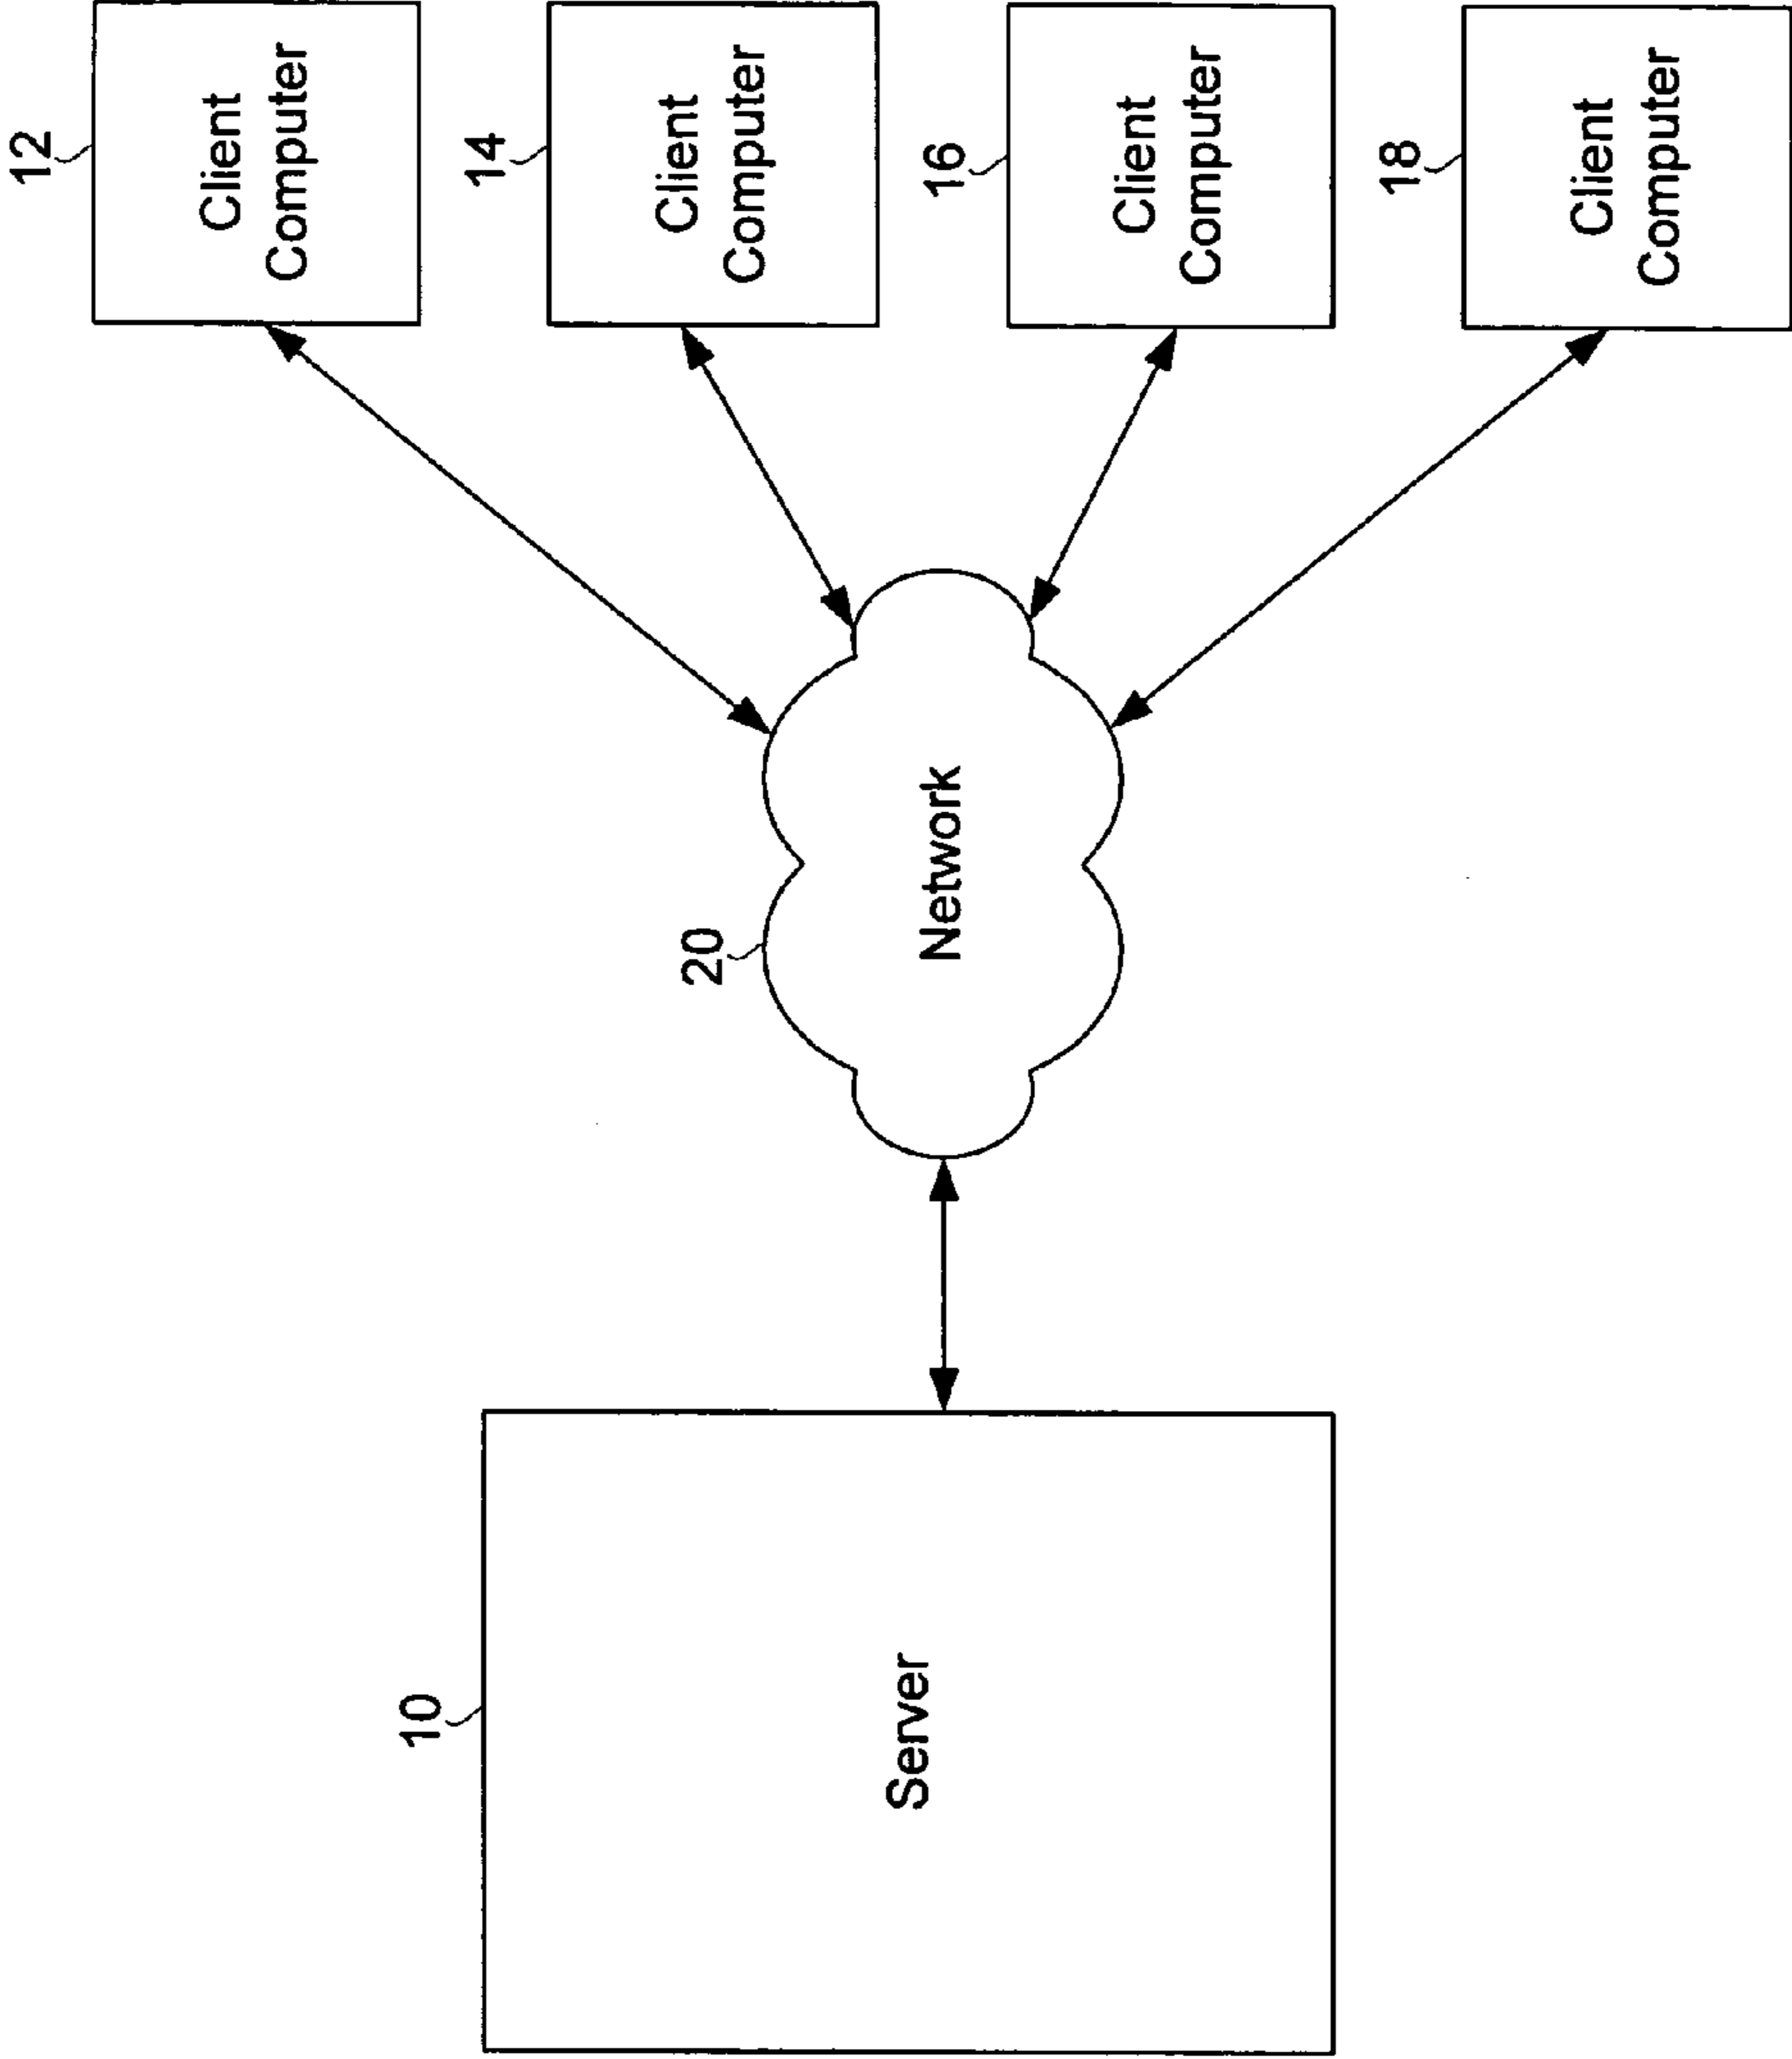 12
Client
Computer
14
Client
Computer
16
Client
Computer
18
Client
Computer
20
Network
10
Server